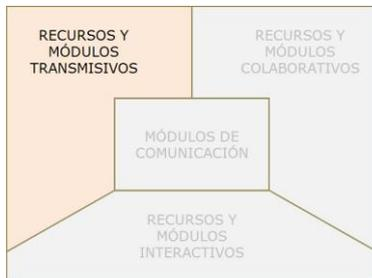 RECURSOS Y
MÓDULOS
TRANSMISIVOS
RECURSOS Y
MÓDULOS
COLABORATIVOS
MÓDULOS DE
COMUNICACIÓN
RECURSOS Y
MÓDULOS
INTERACTIVOS